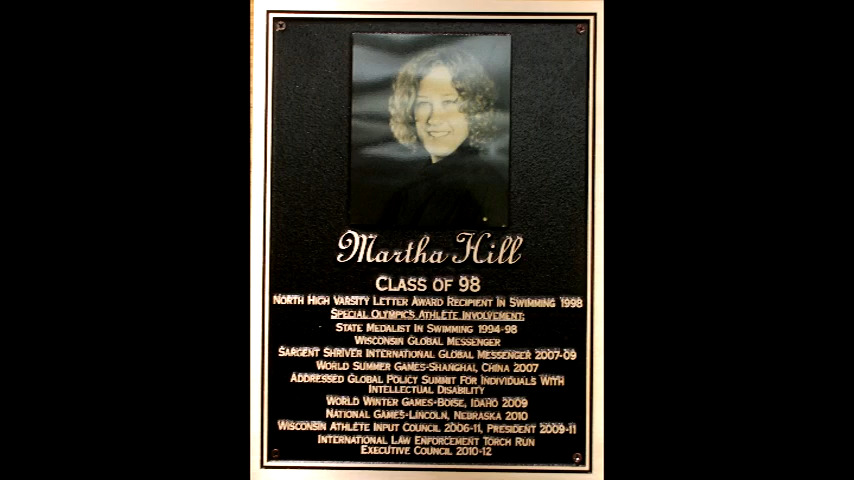 Martha Hill
CLASS OF 98
NORTH HIGH VARSITY LETTER AWARD RECIPIENT IN SWIMMING 1998
SPECIAL OLYMPICS ATHLETE INVOLVEMENT:
STATE MEDALIST IN SWIMMING 1994-98
WISCONSIN GLOBAL MESSENGER
SARGENT SHRIVER INTERNATIONAL GLOBAL MESSENGER 2007-09
WORLD SUMMER GAMES-SHANGHAI, CHINA 2007
ADDRESSED GLOBAL POLICY SUMMIT FOR INDIVIDUALS WITH
INTELLECTUAL DISABILITY
WORLD WINTER GAMES-BOISE, IDAHO 2009
NATIONAL GAMES-LINCOLN, NEBRASKA 2010
WISCONSIN ATHLETE INPUT COUNCIL 2006-11, PRESIDENT 2009-11
INTERNATIONAL LAW ENFORCEMENT TORCH RUN
EXECUTIVE COUNCIL 2010-12